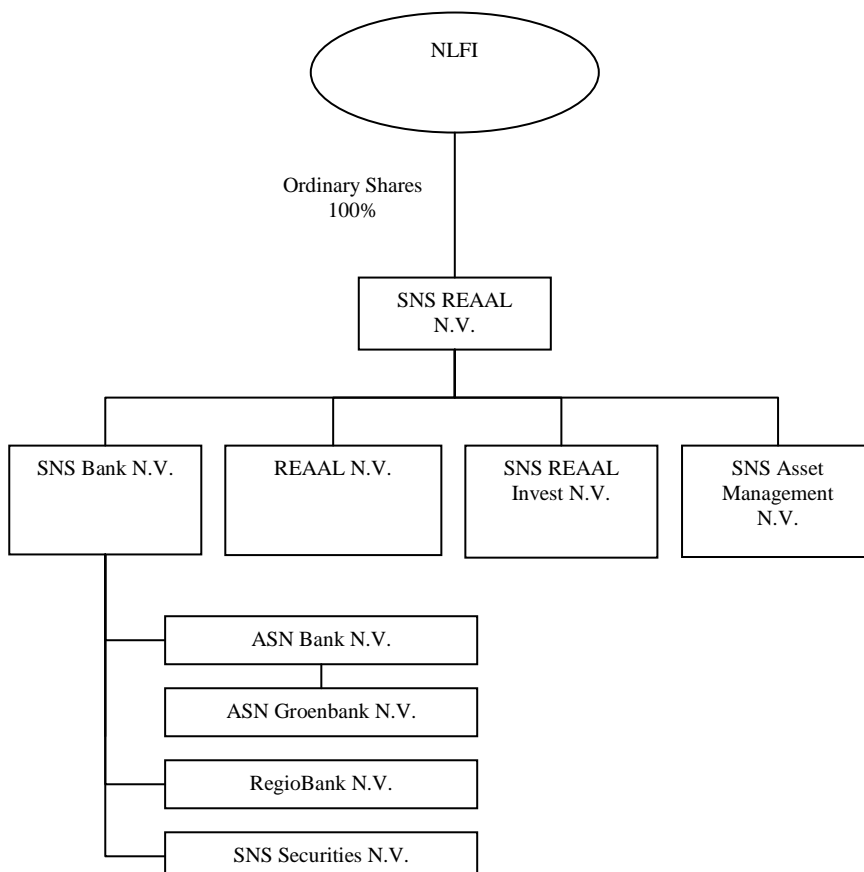 NLFI
Ordinary Shares
100%
SNS REAAL
N.V.
SNS Bank N.V.
REAAL N.V.
SNS REAAL
Invest N.V.
SNS Asset
Management
N.V.
ASN Bank N.V.
ASN Groenbank N.V.
RegioBank N.V.
SNS Securities N.V.